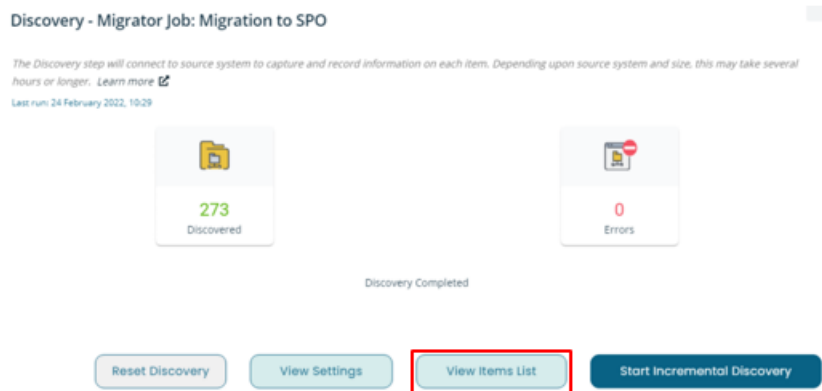 Discovery - Migrator Job: Migration to SPO
The Discovery step will connect to source system to capture and record information on each item. Depending upon source system and size, this may take several
hours or longer. Learn more
Last run: 24 February 2022, 10:29
273
Discovered
0
Errors
Discovery Completed
Reset Discovery
View Settings
View Items List
Start Incremental Discovery